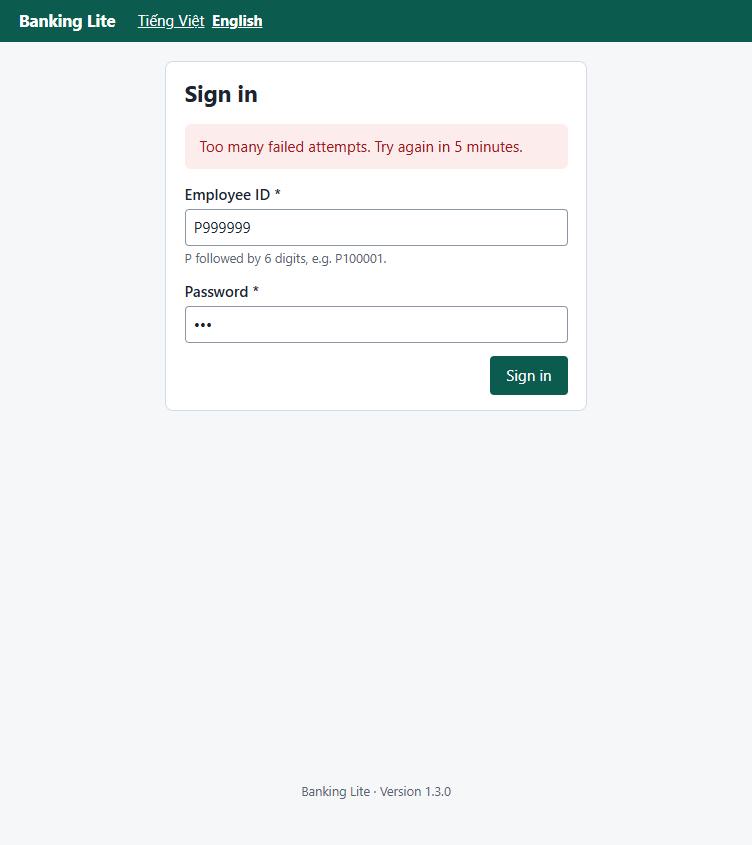 Banking Lite Tiếng Việt English
Sign in
Too many failed attempts. Try again in 5 minutes.
Employee ID *
P999999
P followed by 6 digits, e.g. P100001.
Password *
•••
Sign in
Banking Lite · Version 1.3.0